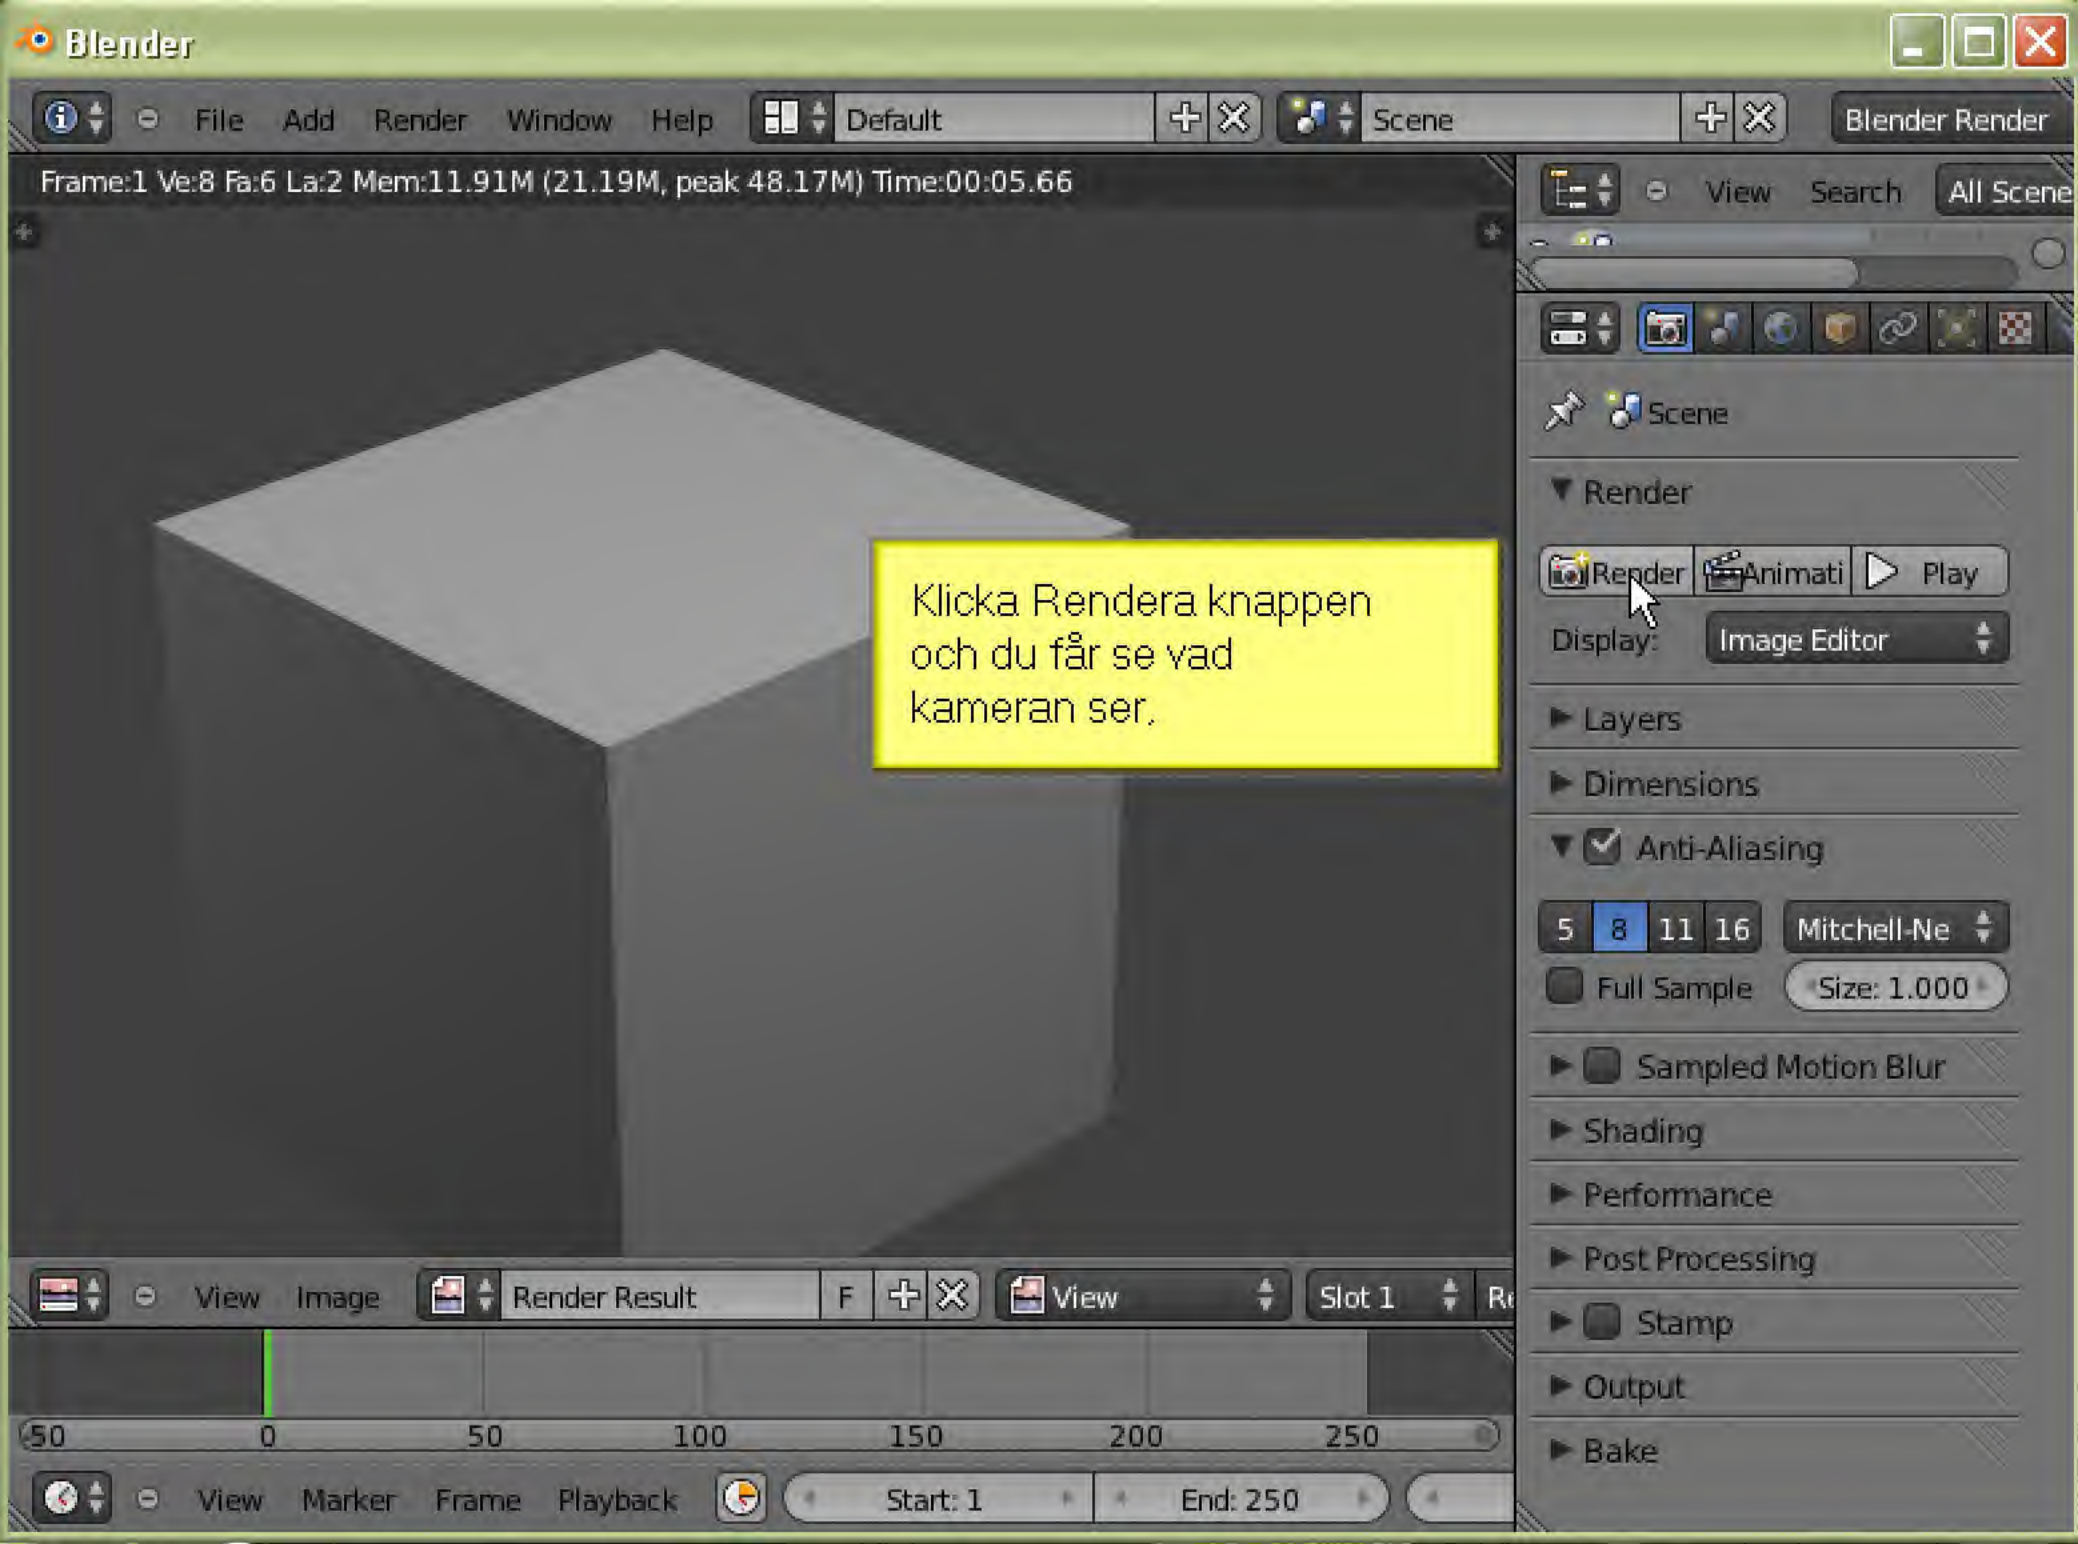 Blender
File Add Render Window Help Default Scene Blender Render
Frame:1 Ve:8 Fa:6 La:2 Mem:11.91M (21.19M, peak 48.17M) Time:00:05.66
View Search All Scene
Scene
Render
Render Animati Play
Display: Image Editor
Klicka Rendera knappen
och du får se vad
kameran ser,
Layers
Dimensions
Anti-Aliasing
5 8 11 16 Mitchell-Ne
Full Sample Size: 1.000
Sampled Motion Blur
Shading
Performance
Post Processing
Stamp
Output
Bake
View Image Render Result F View Slot 1 Re
-50 0 50 100 150 200 250
View Marker Frame Playback Start: 1 End: 250